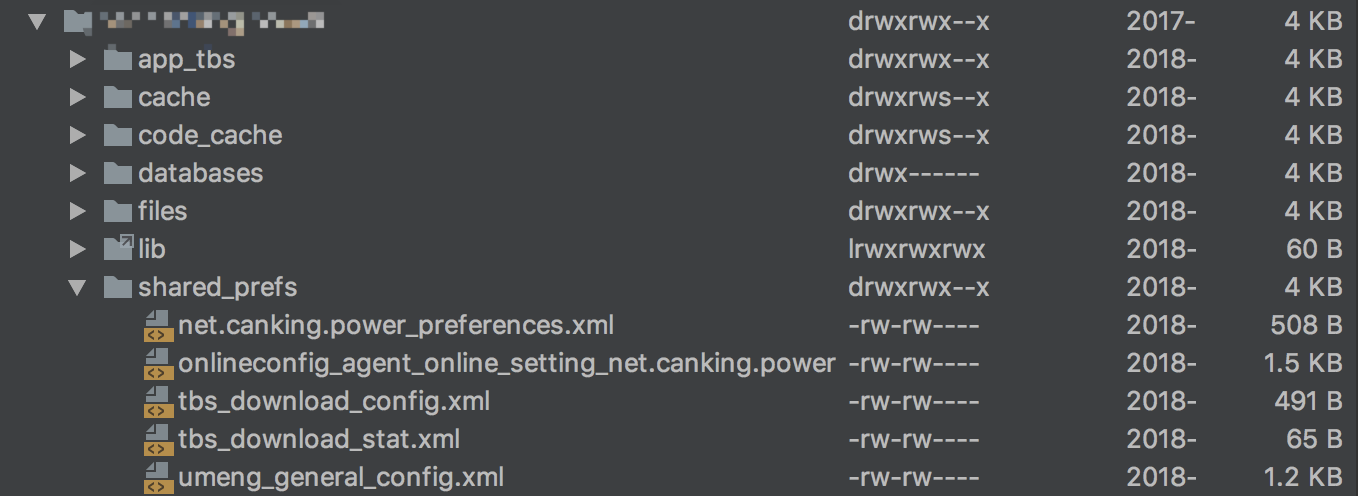 drwxrwx--x 2017- 4 KB
app_tbs drwxrwx--x 2018- 4 KB
cache drwxrws--x 2018- 4 KB
code_cache drwxrws--x 2018- 4 KB
databases drwx------ 2018- 4 KB
files drwxrwx--x 2018- 4 KB
lib lrwxrwxrwx 2018- 60 B
shared_prefs drwxrwx--x 2018- 4 KB
net.canking.power_preferences.xml -rw-rw---- 2018- 508 B
onlineconfig_agent_online_setting_net.canking.power -rw-rw---- 2018- 1.5 KB
tbs_download_config.xml -rw-rw---- 2018- 491 B
tbs_download_stat.xml -rw-rw---- 2018- 65 B
umeng_general_config.xml -rw-rw---- 2018- 1.2 KB